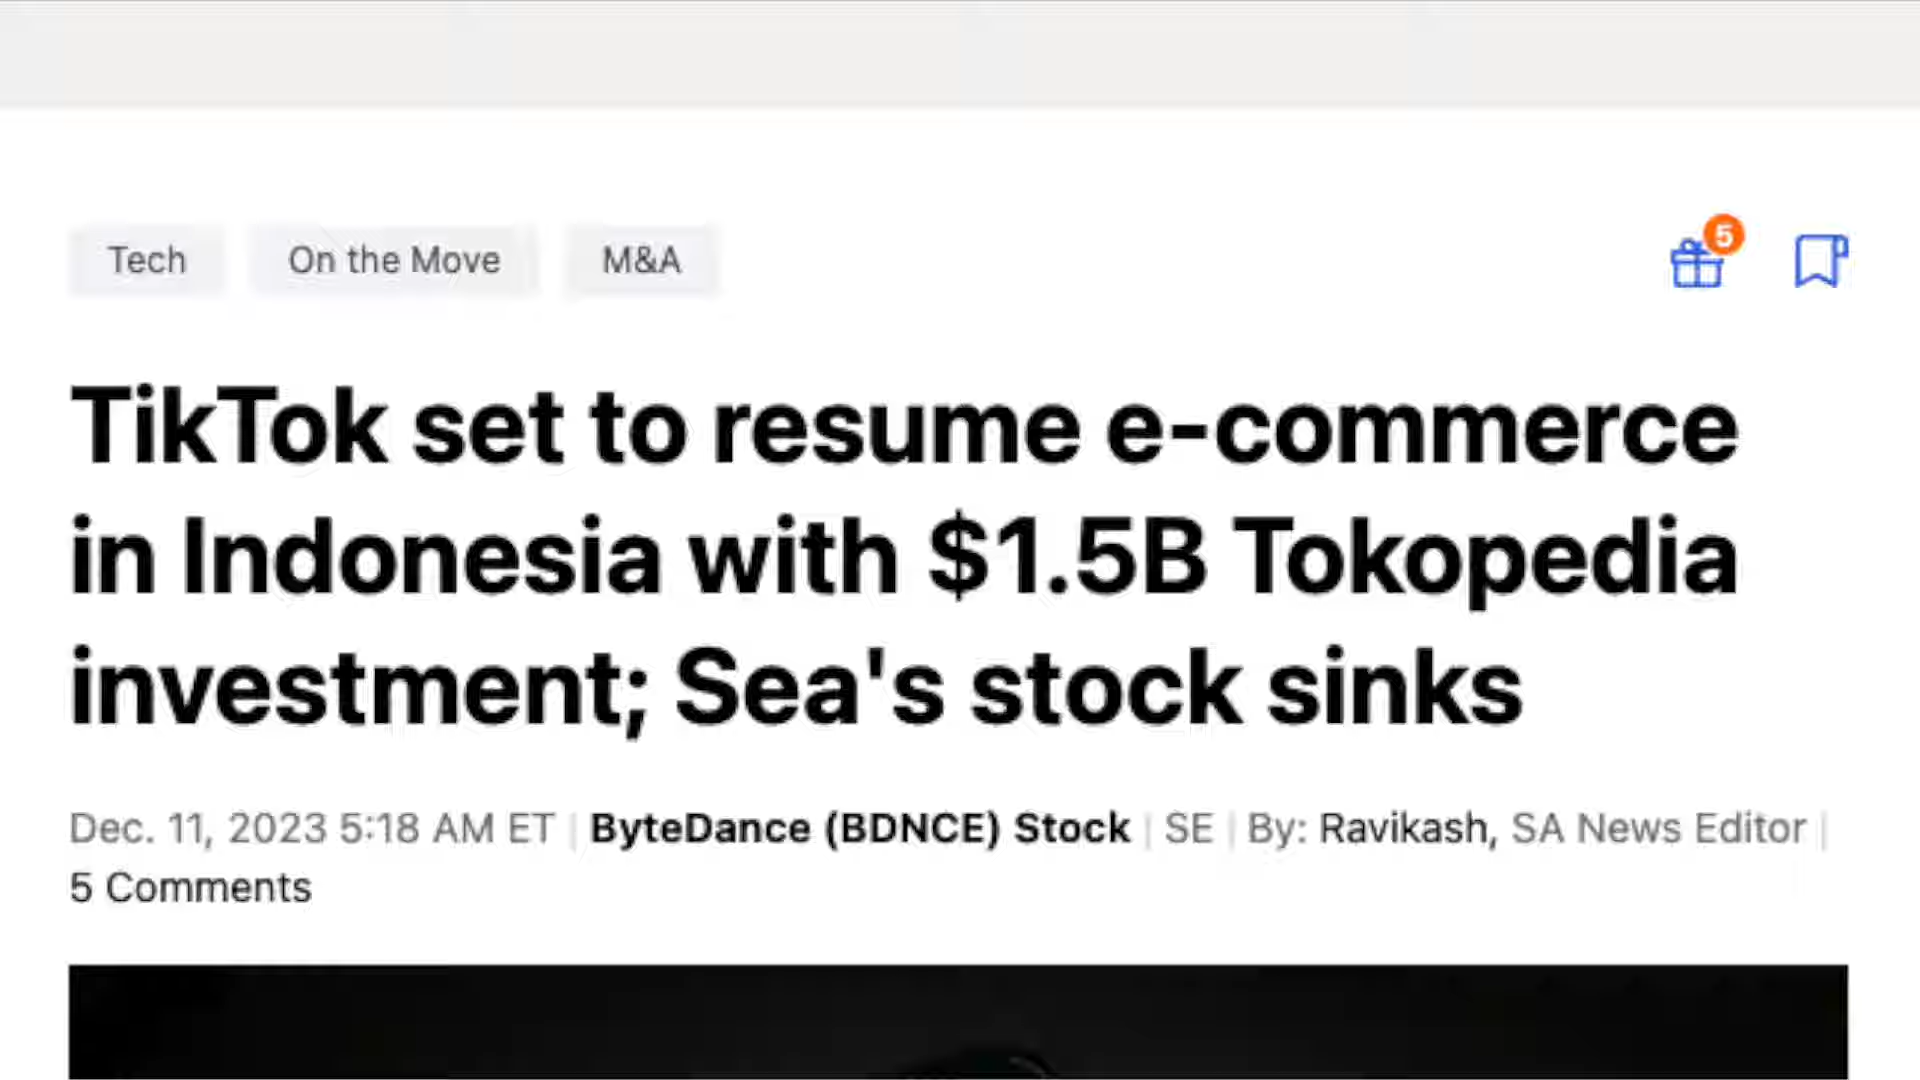 Tech On the Move M&A 5
TikTok set to resume e-commerce
in Indonesia with $1.5B Tokopedia
investment; Sea's stock sinks
Dec. 11, 2023 5:18 AM ET | ByteDance (BDNCE) Stock | SE | By: Ravikash, SA News Editor |
5 Comments